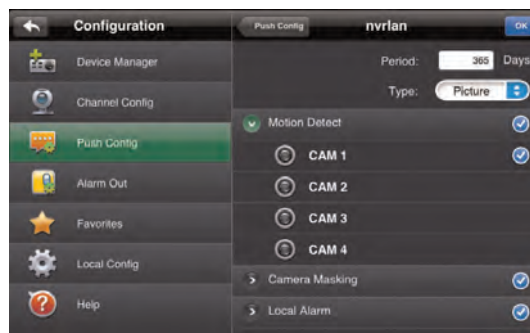 Configuration
Device Manager
Channel Config
Push Config
Alarm Out
Favorites
Local Config
Help
Push Config nvrlan OK
Period: 365 Days
Type: Picture
Motion Detect
CAM 1
CAM 2
CAM 3
CAM 4
Camera Masking
Local Alarm